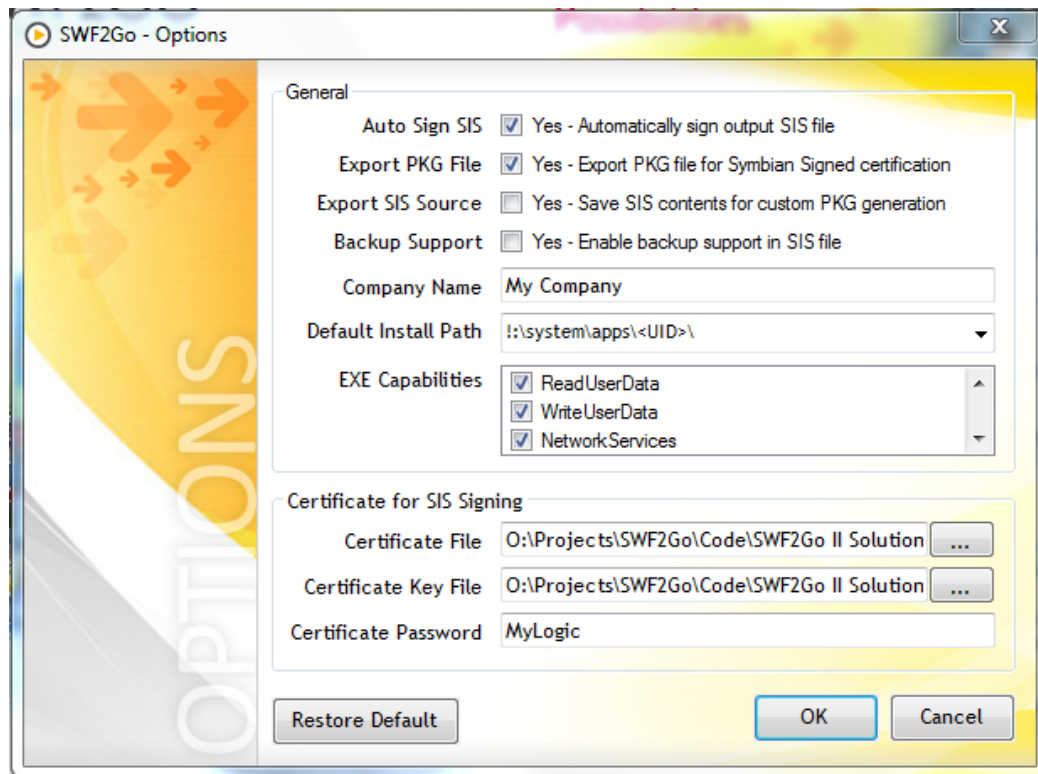 SWF2Go - Options
General
Auto Sign SIS Yes - Automatically sign output SIS file
Export PKG File Yes - Export PKG file for Symbian Signed certification
Export SIS Source Yes - Save SIS contents for custom PKG generation
Backup Support Yes - Enable backup support in SIS file
Company Name My Company
Default Install Path !:\system\apps\<UID>\
EXE Capabilities ReadUserData
WriteUserData
NetworkServices
Certificate for SIS Signing
Certificate File O:\Projects\SWF2Go\Code\SWF2Go II Solution ...
Certificate Key File O:\Projects\SWF2Go\Code\SWF2Go II Solution ...
Certificate Password MyLogic
OPTIONS
Restore Default OK Cancel